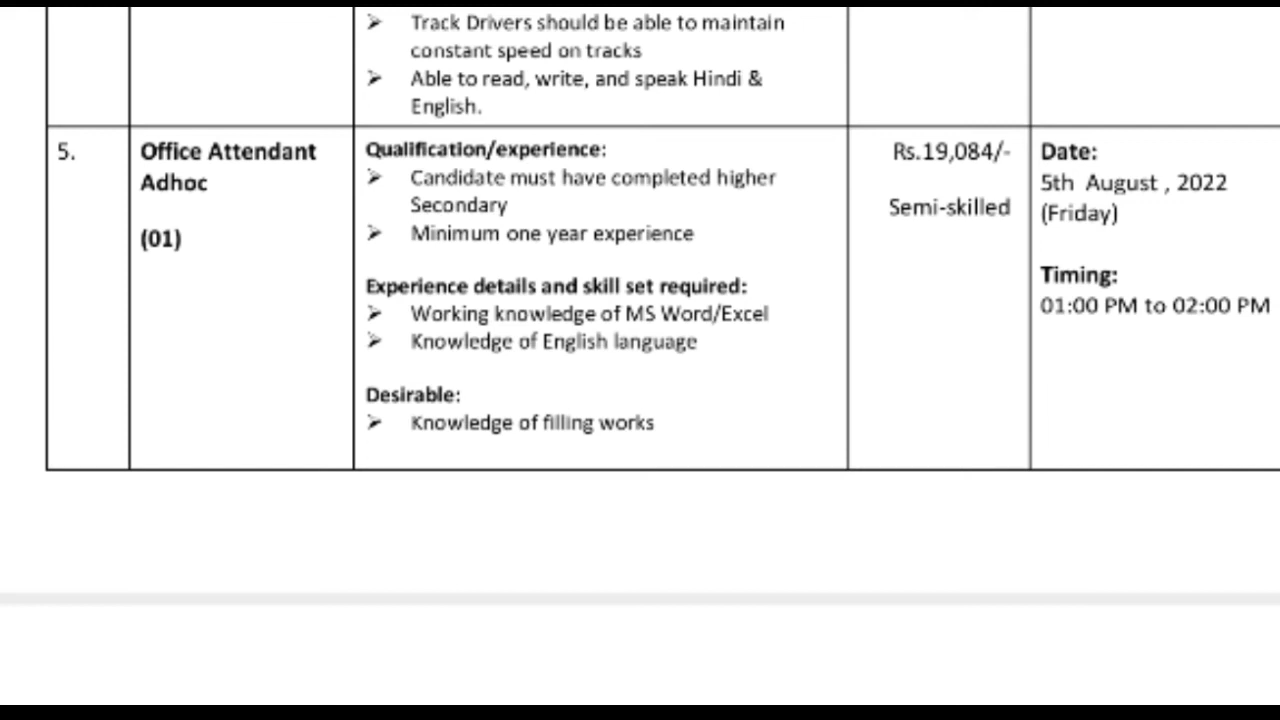 Track Drivers should be able to maintain
constant speed on tracks
Able to read, write, and speak Hindi &
English.
5.
Office Attendant
Adhoc
(01)
Qualification/experience:
Candidate must have completed higher
Secondary
Minimum one year experience
Experience details and skill set required:
Working knowledge of MS Word/Excel
Knowledge of English language
Desirable:
Knowledge of filling works
Rs.19,084/-
Semi-skilled
Date:
5th August , 2022
(Friday)
Timing:
01:00 PM to 02:00 PM